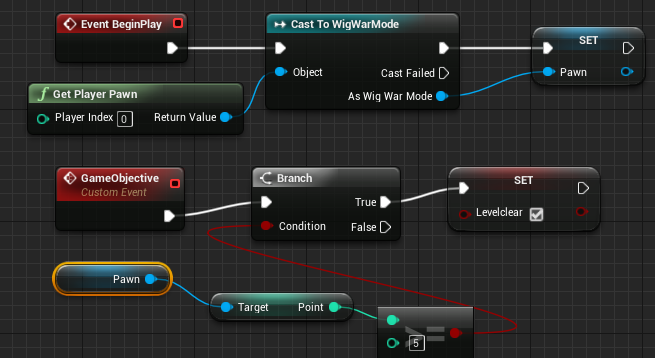 Event BeginPlay
Cast To WigWarMode
SET
Object
Cast Failed
Pawn
As Wig War Mode
f Get Player Pawn
Player Index 0 Return Value
GameObjective
Custom Event
Branch
True
Condition
False
SET
Levelclear
Pawn
Target Point
>=
5